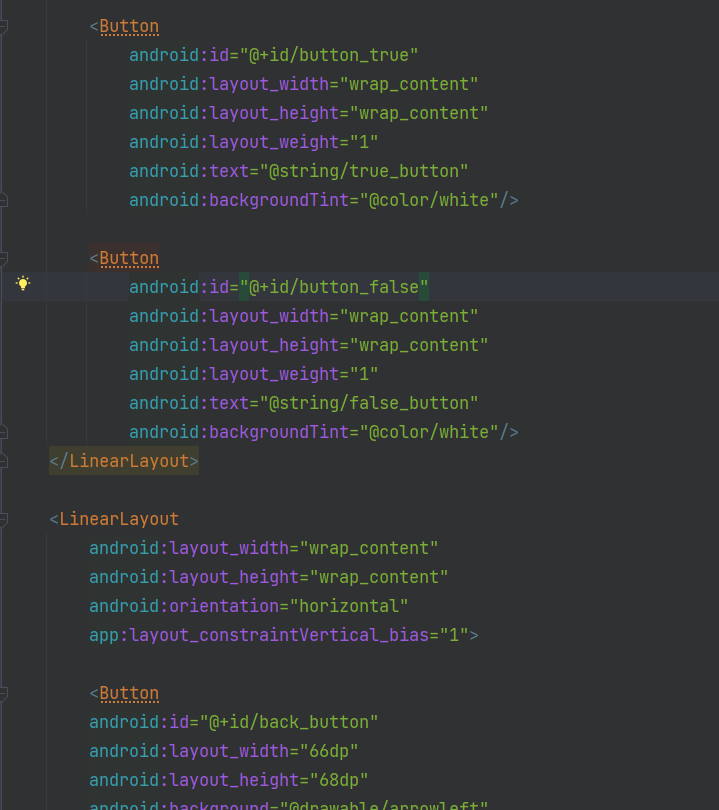 <Button
android:id="@+id/button_true"
android:layout_width="wrap_content"
android:layout_height="wrap_content"
android:layout_weight="1"
android:text="@string/true_button"
android:backgroundTint="@color/white"/>
<Button
android:id="@+id/button_false"
android:layout_width="wrap_content"
android:layout_height="wrap_content"
android:layout_weight="1"
android:text="@string/false_button"
android:backgroundTint="@color/white"/>
</LinearLayout>
<LinearLayout
android:layout_width="wrap_content"
android:layout_height="wrap_content"
android:orientation="horizontal"
app:layout_constraintVertical_bias="1">
<Button
android:id="@+id/back_button"
android:layout_width="66dp"
android:layout_height="68dp"
android:background="@drawable/arrowleft"